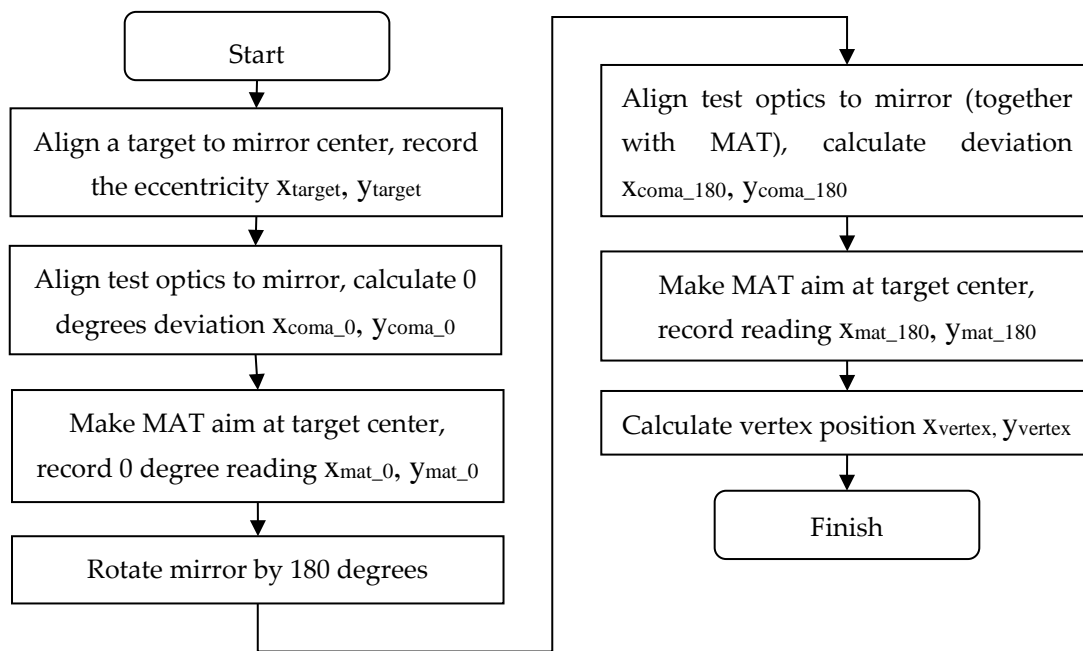 Start
Align a target to mirror center, record
the eccentricity xtarget, ytarget
Align test optics to mirror, calculate 0
degrees deviation xcoma_0, ycoma_0
Make MAT aim at target center,
record 0 degree reading xmat_0, ymat_0
Rotate mirror by 180 degrees
Align test optics to mirror (together
with MAT), calculate deviation
xcoma_180, ycoma_180
Make MAT aim at target center,
record reading xmat_180, ymat_180
Calculate vertex position xvertex, yvertex
Finish